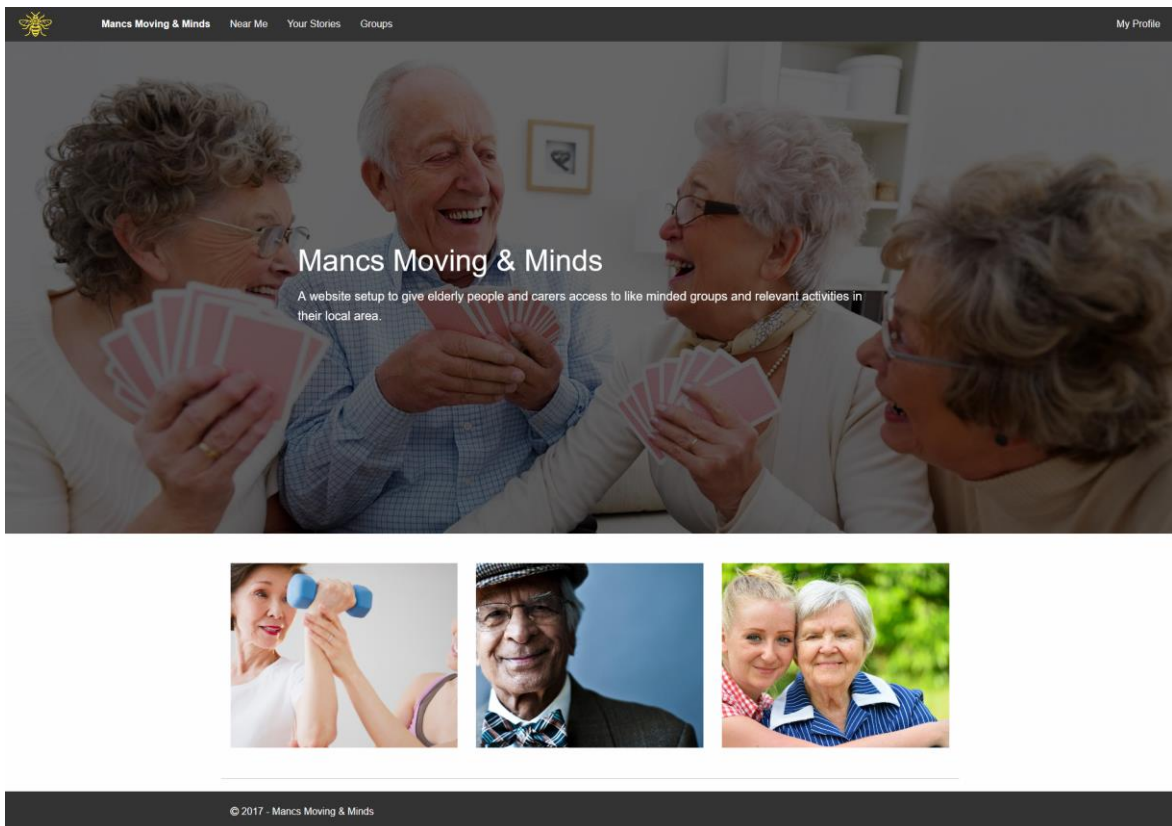 Mancs Moving & Minds
Near Me
Your Stories
Groups
My Profile
Mancs Moving & Minds
A website setup to give elderly people and carers access to like minded groups and relevant activities in
their local area.
© 2017 - Mancs Moving & Minds